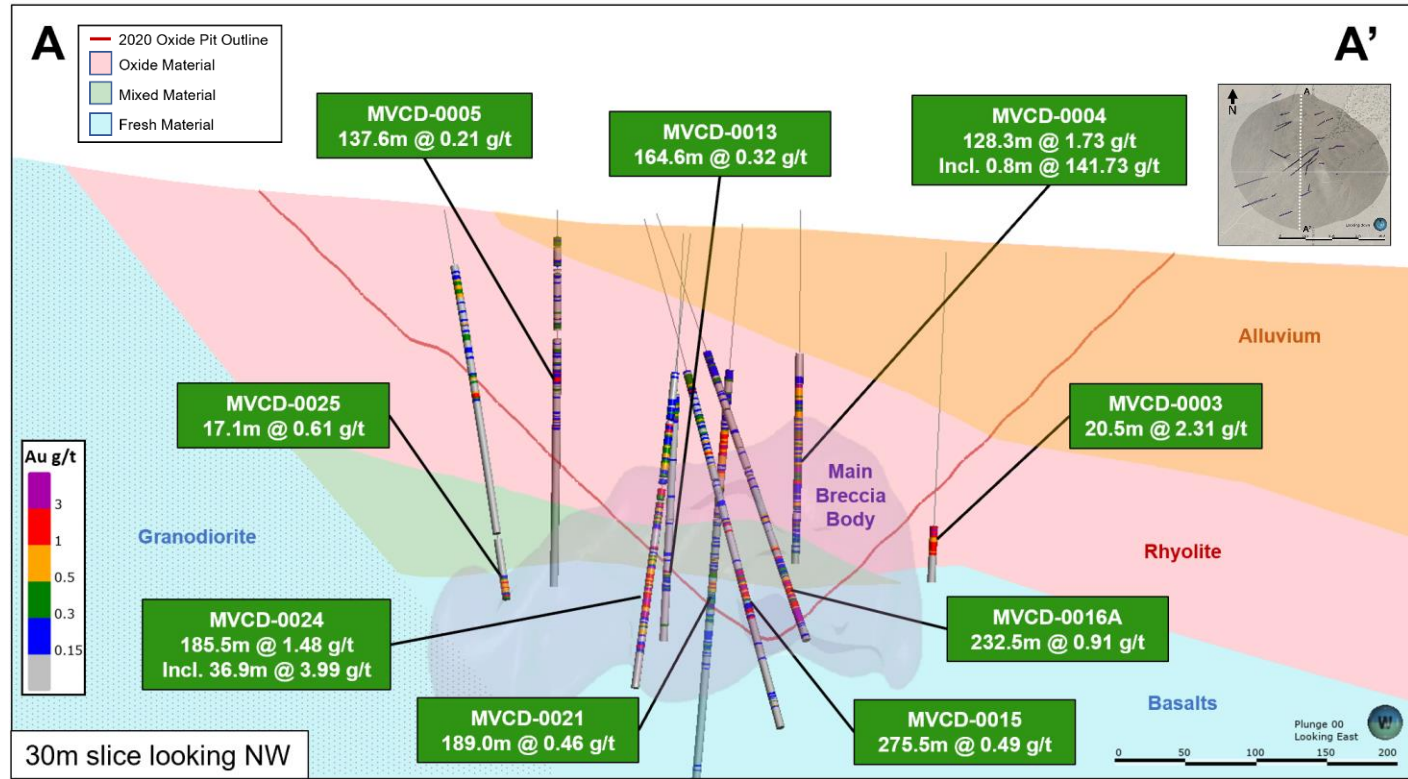 A
2020 Oxide Pit Outline
Oxide Material
Mixed Material
Fresh Material
A'
MVCD-0005
137.6m @ 0.21 g/t
MVCD-0013
164.6m @ 0.32 g/t
MVCD-0004
128.3m @ 1.73 g/t
Incl. 0.8m @ 141.73 g/t
N
A
A'
Looking down
Alluvium
MVCD-0025
17.1m @ 0.61 g/t
MVCD-0003
20.5m @ 2.31 g/t
Au g/t
3
1
0.5
0.3
0.15
Main
Breccia
Body
Granodiorite
Rhyolite
MVCD-0024
185.5m @ 1.48 g/t
Incl. 36.9m @ 3.99 g/t
MVCD-0016A
232.5m @ 0.91 g/t
MVCD-0021
189.0m @ 0.46 g/t
MVCD-0015
275.5m @ 0.49 g/t
Basalts
Plunge 00
Looking East
W
0 50 100 150 200
30m slice looking NW